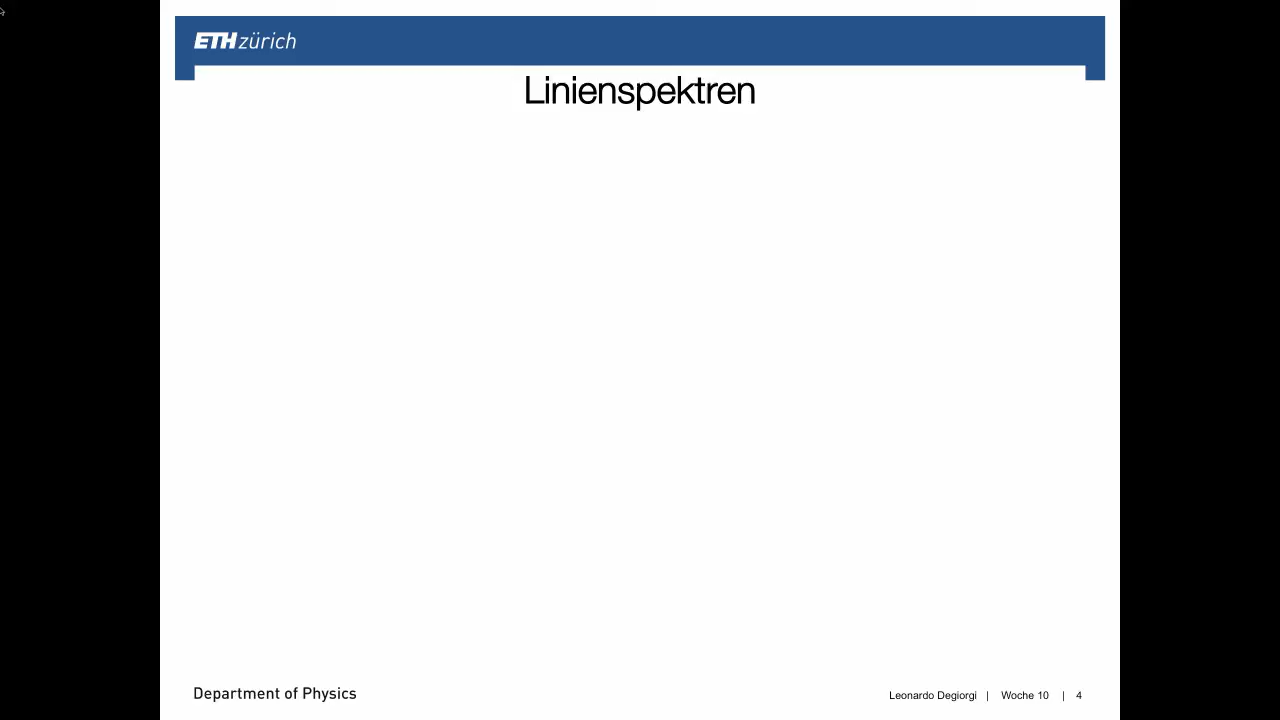 ETH zürich
Linienspektren
Department of Physics
Leonardo Degiorgi | Woche 10 | 4